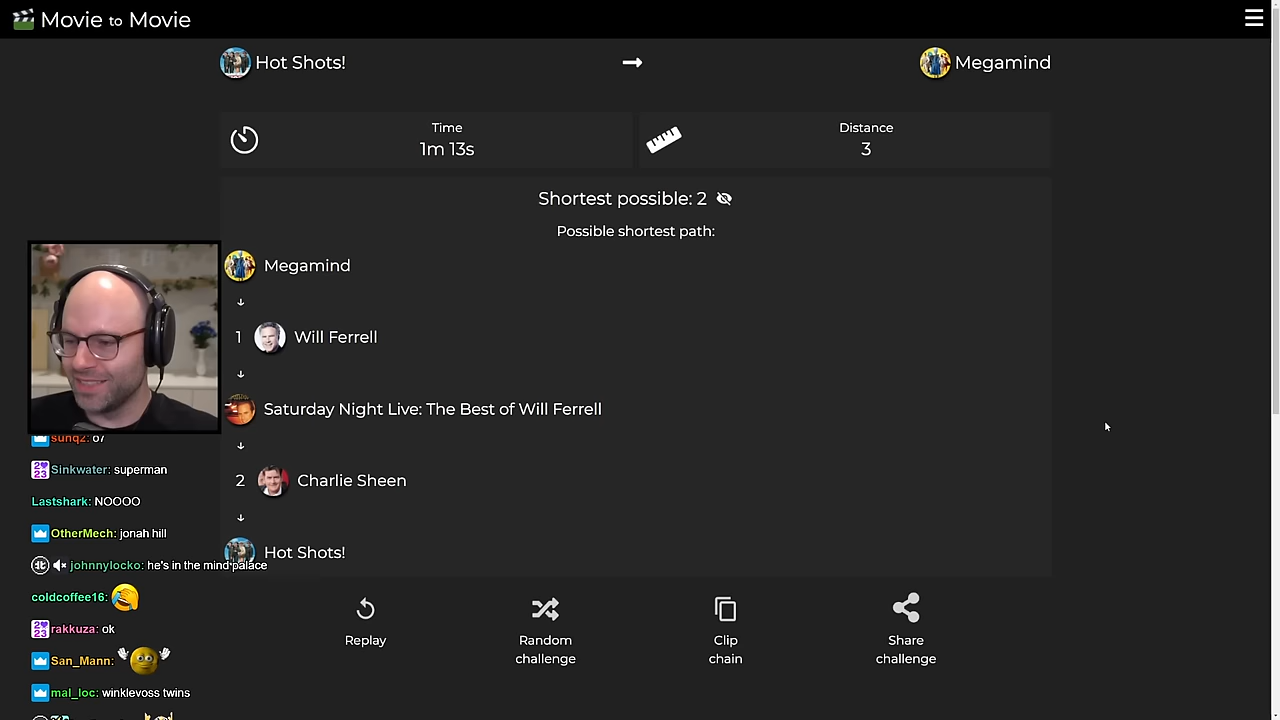 Movie to Movie
Hot Shots!
Megamind
Time
1m 13s
Distance
3
Shortest possible: 2
Possible shortest path:
Megamind
1 Will Ferrell
Saturday Night Live: The Best of Will Ferrell
2 Charlie Sheen
Hot Shots!
Replay
Random
challenge
Clip
chain
Share
challenge
sunq2: o7
Sinkwater: superman
Lastshark: NOOOO
OtherMech: jonah hill
johnnylocko: he's in the mind palace
coldcoffee16:
rakkuza: ok
San_Mann:
mal_loc: winklevoss twins